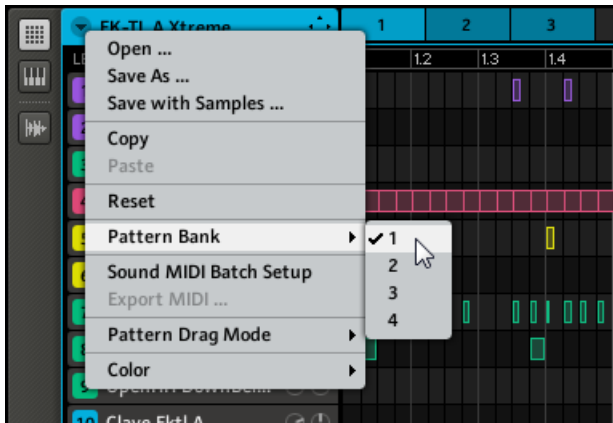 EK-TL A Xtreme
1 2 3
1.2 1.3 1.4
Open ...
Save As ...
Save with Samples ...
Copy
Paste
Reset
Pattern Bank
1
2
3
4
Sound MIDI Batch Setup
Export MIDI ...
Pattern Drag Mode
Color
10 Clave Ektl A